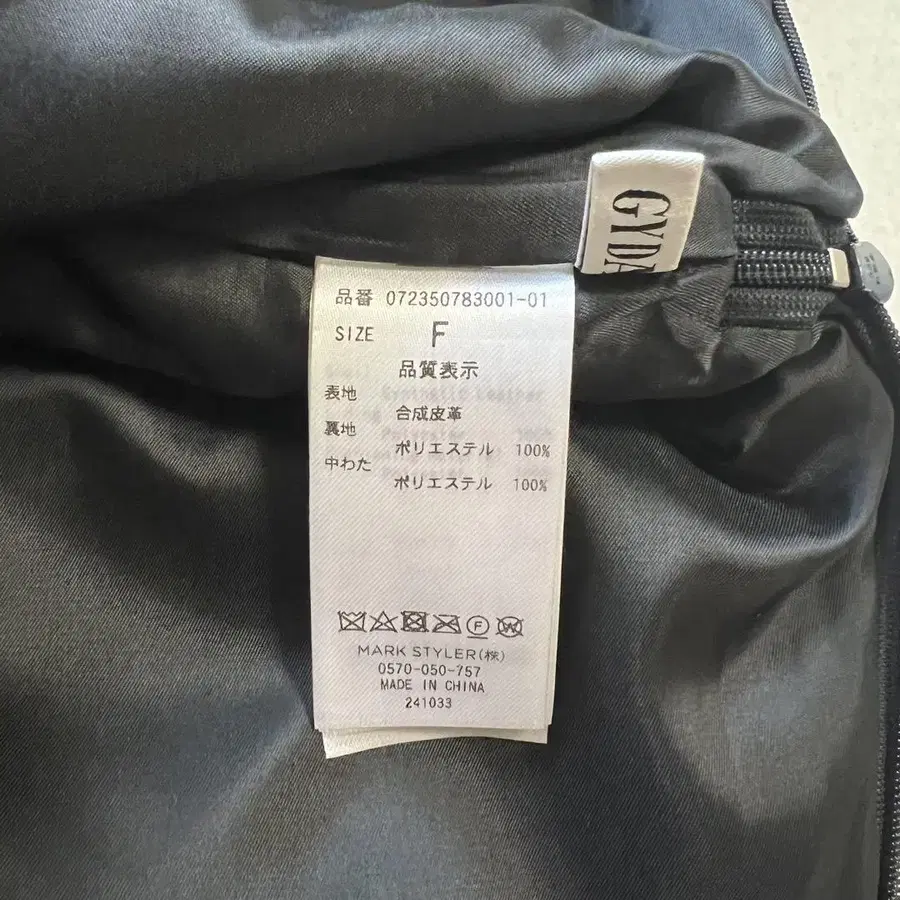 GYDA
品番 072350783001-01
SIZE F
品質表示
表地
合成皮革
裏地
ポリエステル 100%
中わた
ポリエステル 100%
MARK STYLER(株)
0570-050-757
MADE IN CHINA
241033